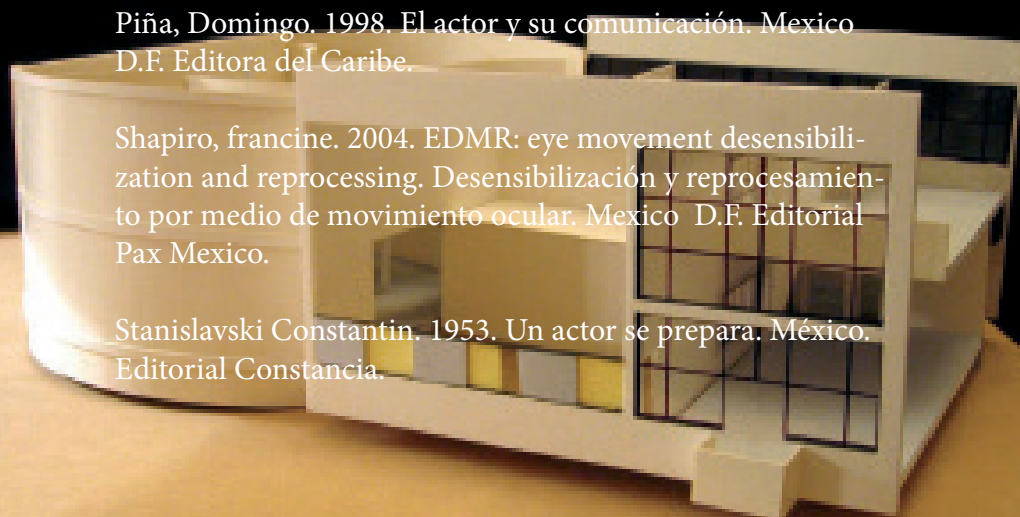 Piña, Domingo. 1998. El actor y su comunicación. Mexico
D.F. Editora del Caribe.
Shapiro, francine. 2004. EDMR: eye movement desensibili-
zation and reprocessing. Desensibilización y reprocesamien-
to por medio de movimiento ocular. Mexico  D.F. Editorial
Pax Mexico.
Stanislavski Constantin. 1953. Un actor se prepara. México.
Editorial Constancia.